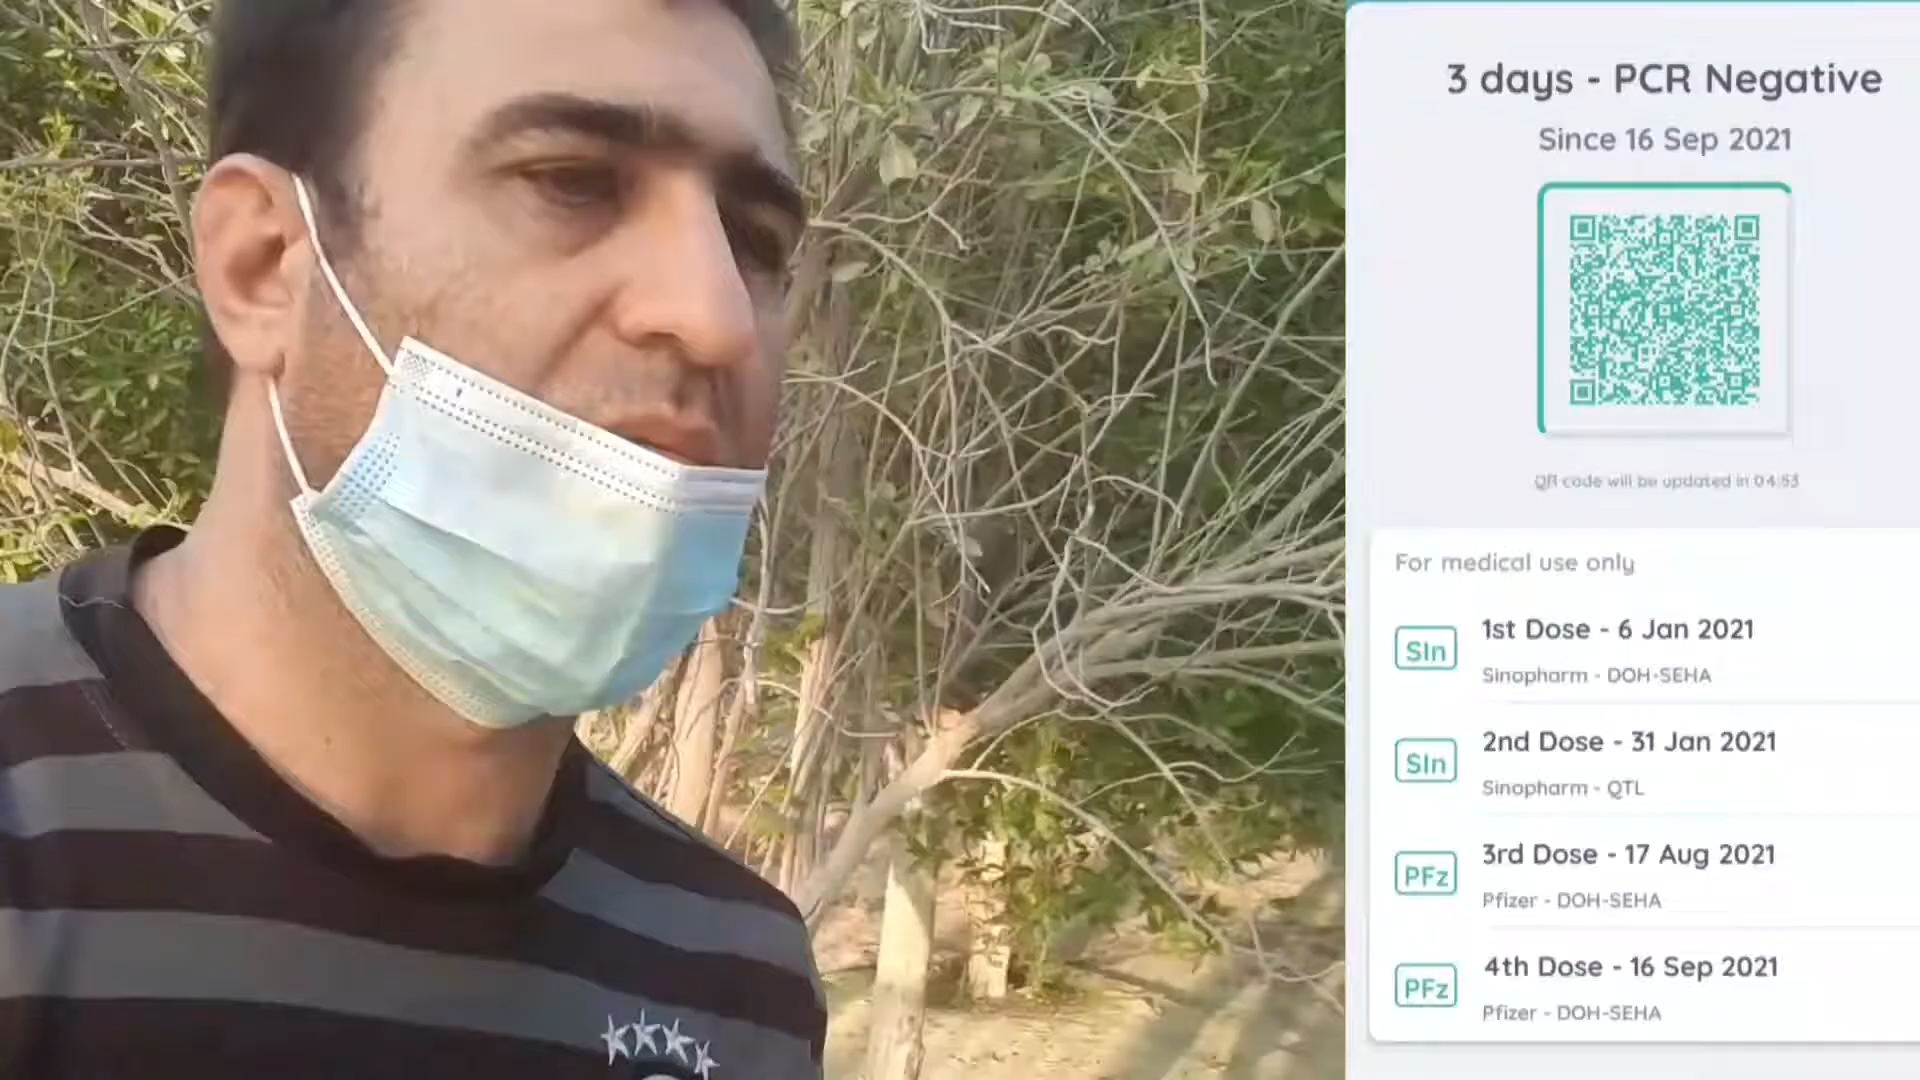 3 days - PCR Negative
Since 16 Sep 2021
QR code will be updated in 04:53
For medical use only
SIn
1st Dose - 6 Jan 2021
Sinopharm - DOH-SEHA
SIn
2nd Dose - 31 Jan 2021
Sinopharm - QTL
PFz
3rd Dose - 17 Aug 2021
Pfizer - DOH-SEHA
PFz
4th Dose - 16 Sep 2021
Pfizer - DOH-SEHA